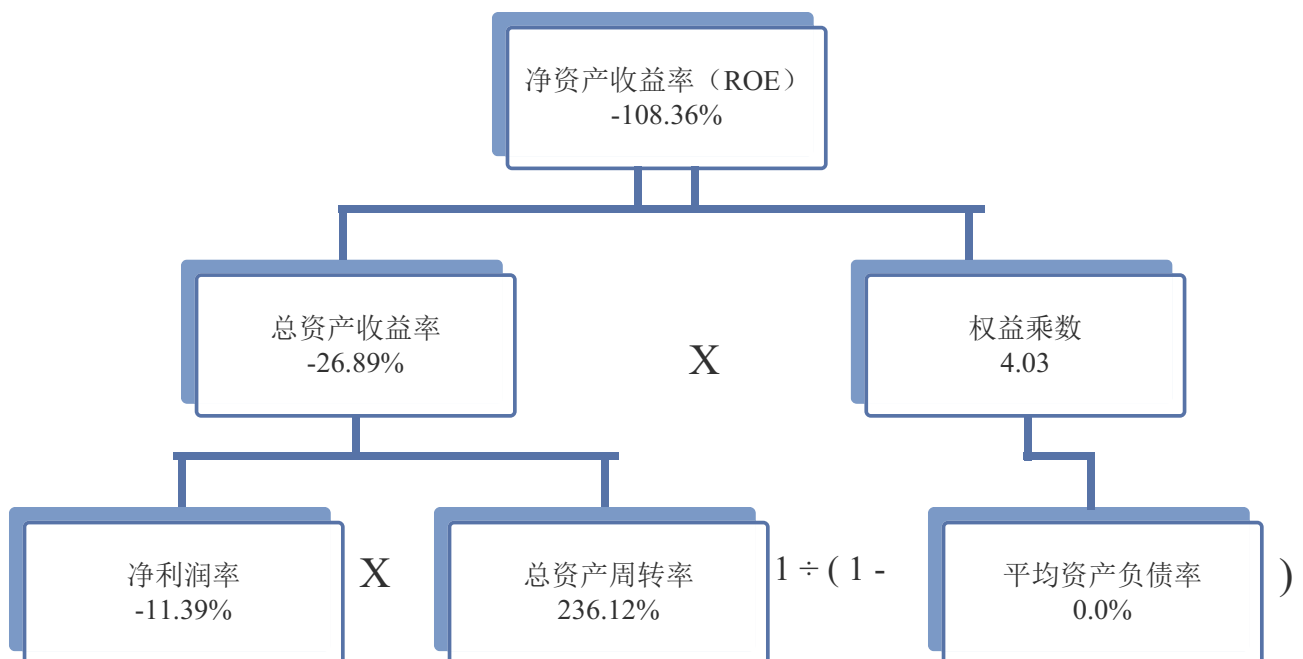 净资产收益率（ROE）
-108.36%
总资产收益率
-26.89%
X
权益乘数
4.03
净利润率
-11.39%
X
总资产周转率
236.12%
1 ÷ ( 1 -
平均资产负债率
0.0%
)